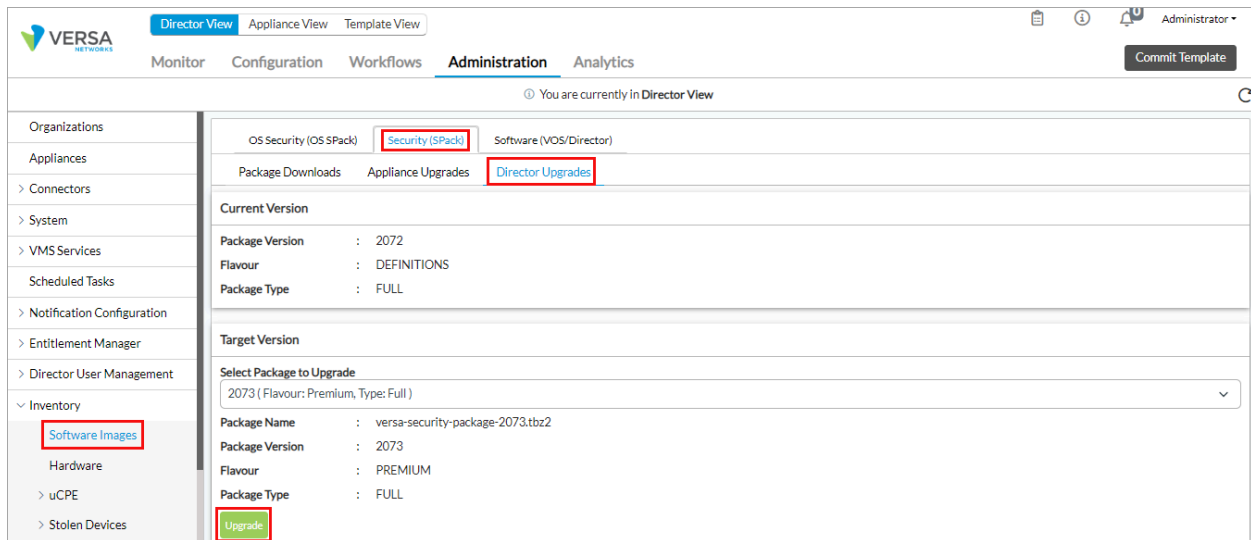 VERSA
NETWORKS
Director View Appliance View Template View
Administrator
Monitor Configuration Workflows Administration Analytics
Commit Template
You are currently in Director View
Organizations
Appliances
Connectors
System
VMS Services
Scheduled Tasks
Notification Configuration
Entitlement Manager
Director User Management
Inventory
Software Images
Hardware
uCPE
Stolen Devices
OS Security (OS SPack) Security (SPack) Software (VOS/Director)
Package Downloads Appliance Upgrades Director Upgrades
Current Version
Package Version : 2072
Flavour : DEFINITIONS
Package Type : FULL
Target Version
Select Package to Upgrade
2073 ( Flavour: Premium, Type: Full )
Package Name : versa-security-package-2073.tbz2
Package Version : 2073
Flavour : PREMIUM
Package Type : FULL
Upgrade